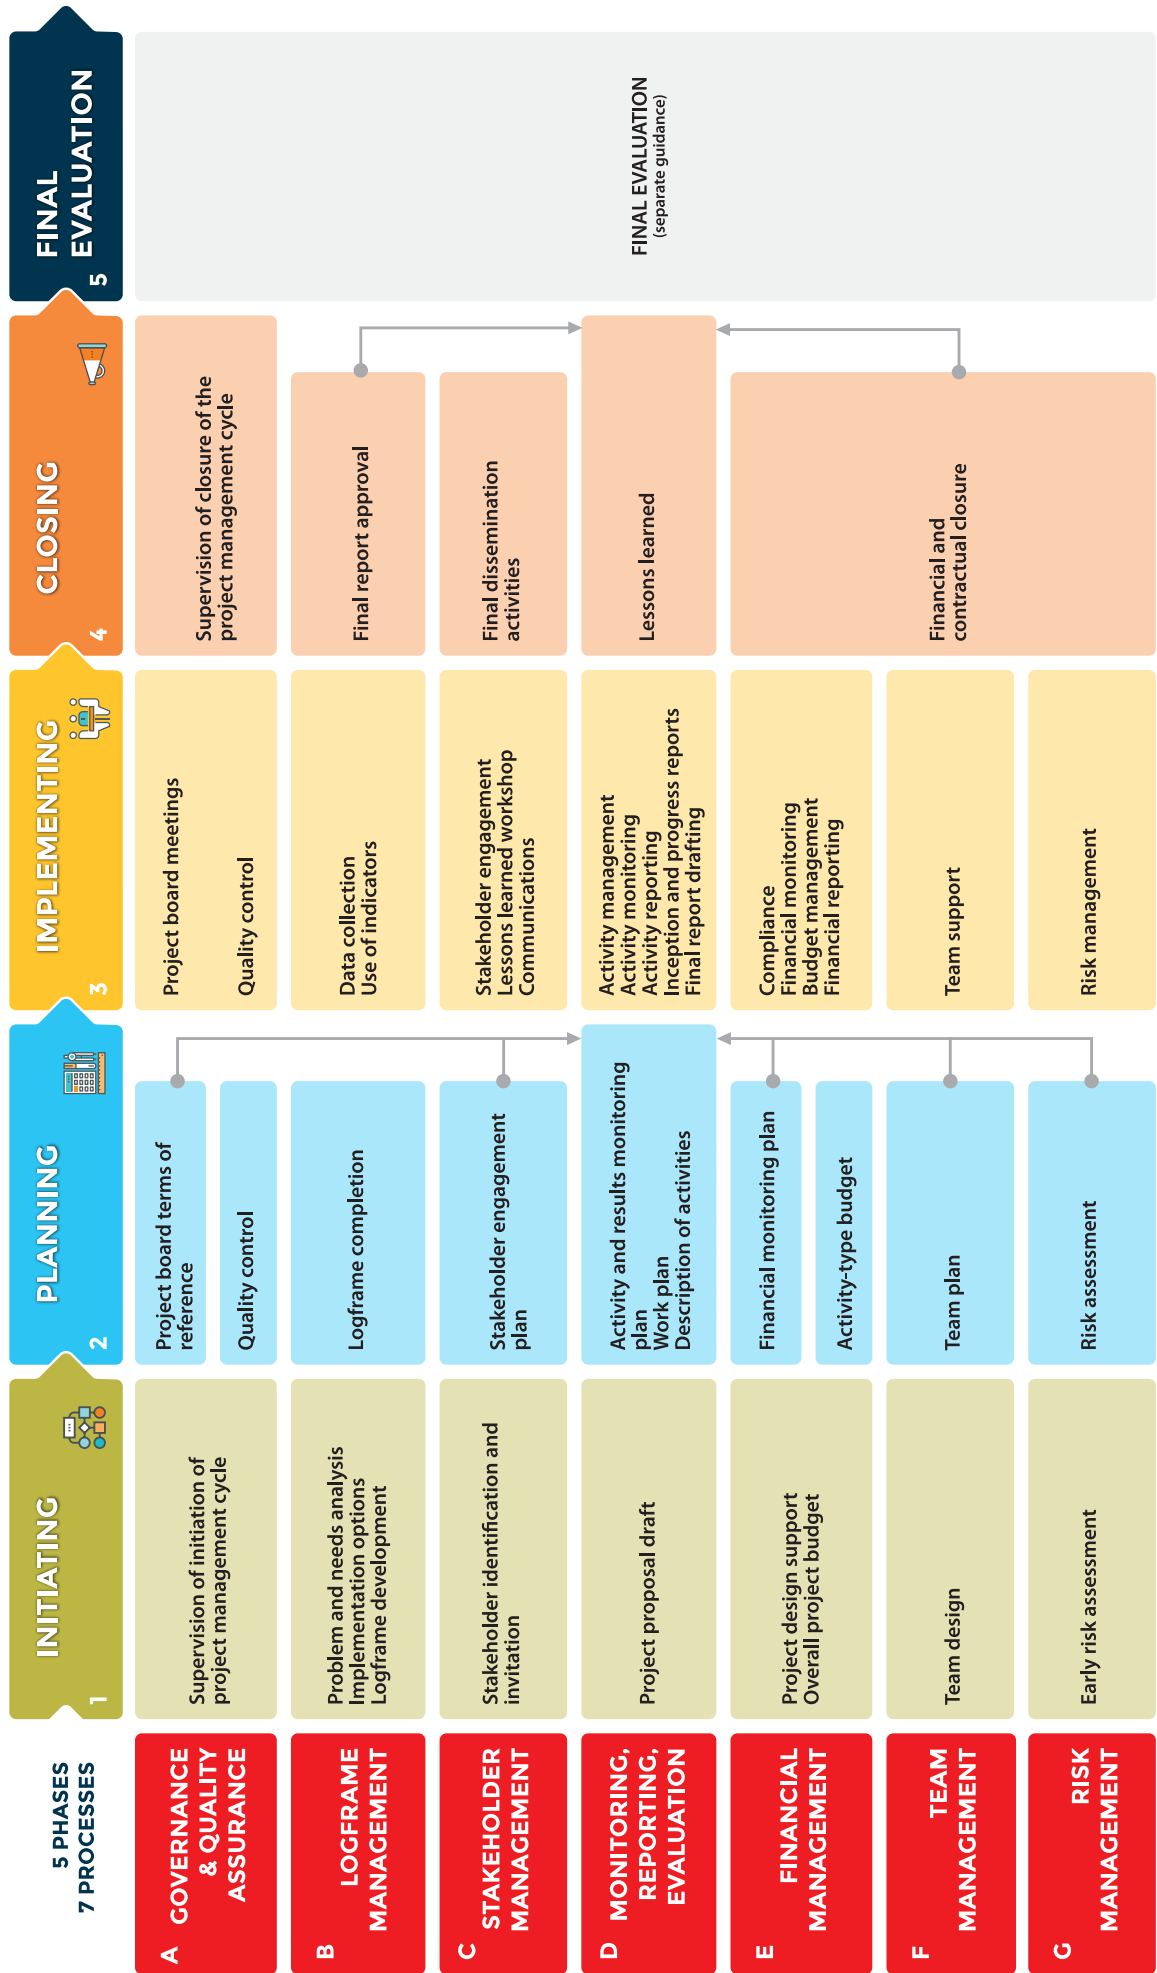 5 PHASES
7 PROCESSES
1
INITIATING
2
PLANNING
3
IMPLEMENTING
4
CLOSING
5
FINAL
EVALUATION
A
GOVERNANCE
& QUALITY
ASSURANCE
Supervision of initiation of
project management cycle
Project board terms of
reference
Quality control
Project board meetings
Quality control
Supervision of closure of the
project management cycle
B
LOGFRAME
MANAGEMENT
Problem and needs analysis
Implementation options
Logframe development
Logframe completion
Data collection
Use of indicators
Final report approval
C
STAKEHOLDER
MANAGEMENT
Stakeholder identification and
invitation
Stakeholder engagement
plan
Stakeholder engagement
Lessons learned workshop
Communications
Final dissemination
activities
D
MONITORING,
REPORTING,
EVALUATION
Project proposal draft
Activity and results monitoring
plan
Work plan
Description of activities
Activity management
Activity monitoring
Activity reporting
Inception and progress reports
Final report drafting
Lessons learned
FINAL EVALUATION
(separate guidance)
E
FINANCIAL
MANAGEMENT
Project design support
Overall project budget
Financial monitoring plan
Activity-type budget
Compliance
Financial monitoring
Budget management
Financial reporting
Financial and
contractual closure
F
TEAM
MANAGEMENT
Team design
Team plan
Team support
G
RISK
MANAGEMENT
Early risk assessment
Risk assessment
Risk management